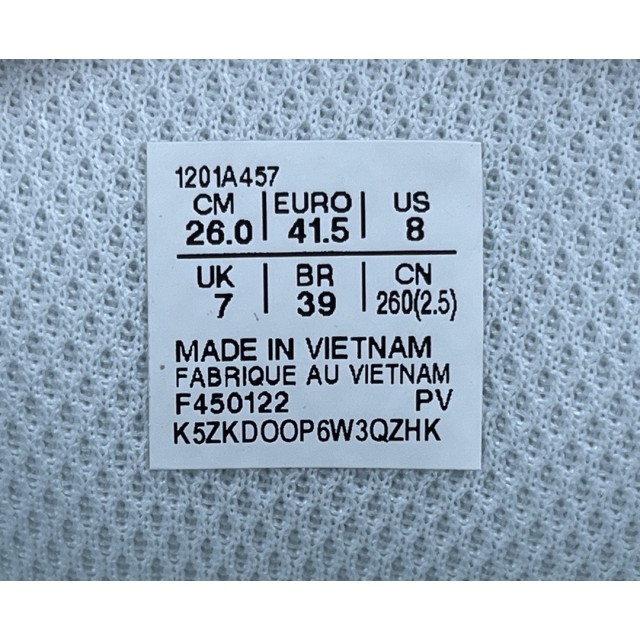 1201A457
CM | EURO | US
26.0 | 41.5 | 8
UK | BR | CN
7 | 39 | 260(2.5)
MADE IN VIETNAM
FABRIQUE AU VIETNAM
F450122 PV
K5ZKDOOP6W3QZHK